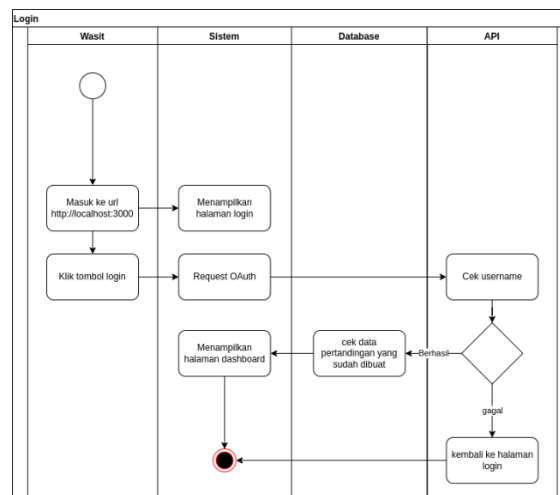 Login
Wasit
Sistem
Database
API
Masuk ke url
http://localhost:3000
Menampilkan
halaman login
Klik tombol login
Request OAuth
Cek username
Menampilkan
halaman dashboard
cek data
pertandingan yang
sudah dibuat
Berhasil
gagal
kembali ke halaman
login